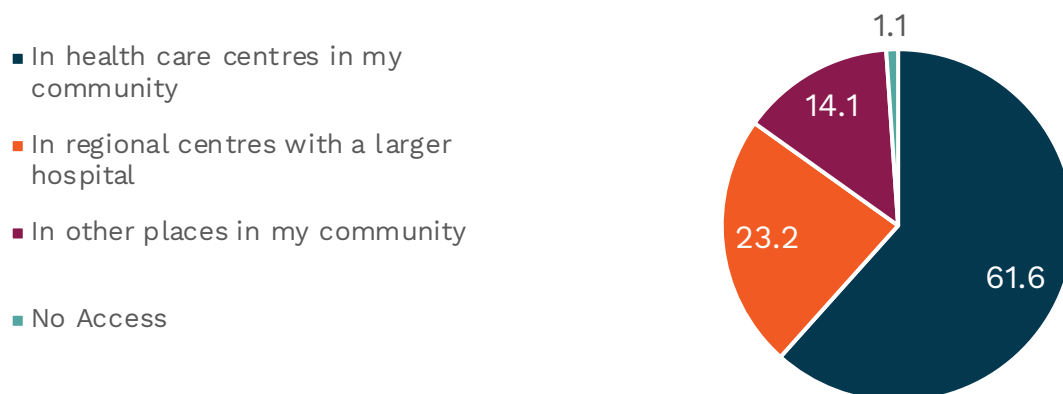 In health care centres in my
community
In regional centres with a larger
hospital
In other places in my community
No Access
1.1
14.1
23.2
61.6